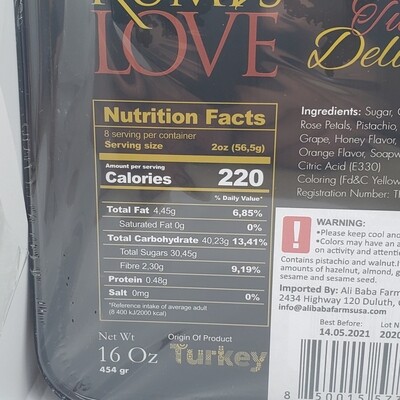 RUMI'S
LOVE
Deli
Nutrition Facts
8 serving per container
Serving size 2oz (56,5g)
Amount per serving
Calories 220
% Daily Value*
Total Fat 4,45g 6,85%
Saturated Fat 0g 0%
Total Carbohydrate 40,23g 13,41%
Total Sugars 30,45g
Fibre 2,30g 9,19%
Protein 0.48g
Salt 0mg 0%
*Reference intake of average adult
(8 400 kJ/2000 kcal)
Net Wt
16 Oz
454 gr
Origin Of Product
Turkey
Ingredients: Sugar,
Rose Petals, Pistachio,
Grape, Honey Flavor,
Orange Flavor, Soapw
Citric Acid (E330)
Coloring (Fd&C Yellow
Registration Number: T
!
WARNING:
•Please keep cool and
•Colors may have an a
on activity and attenti
Contains pistachio and walnut.
amounts of hazelnut, almond, g
sesame and egg.
Imported By: Ali Baba Farm
2434 Highway 120 Duluth,
info@alibabafarmsusa.com
Best Before:
14.05.2021
Lot N
2020
8 50015 573